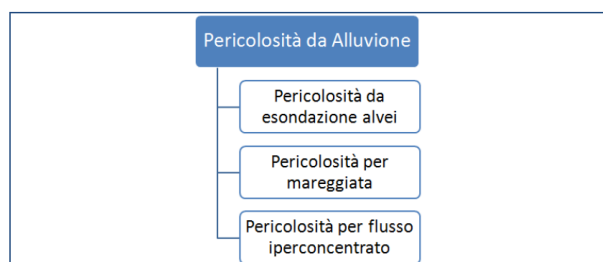 Pericolosità da Alluvione
Pericolosità da
esondazione alvei
Pericolosità per
mareggiata
Pericolosità per flusso
iperconcentrato